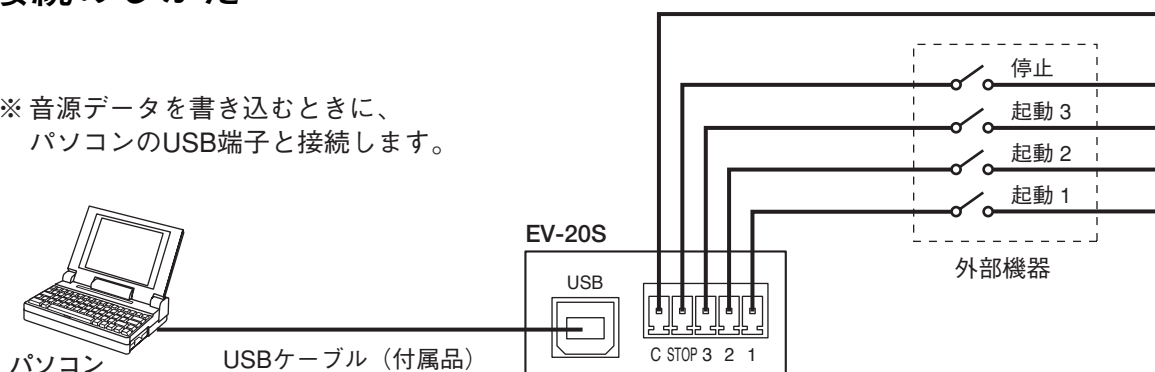 ※ 音源データを書き込むときに、
パソコンのUSB端子と接続します。
停止
起動 3
起動 2
起動 1
外部機器
EV-20S
USB
C STOP 3 2 1
パソコン
USBケーブル（付属品）